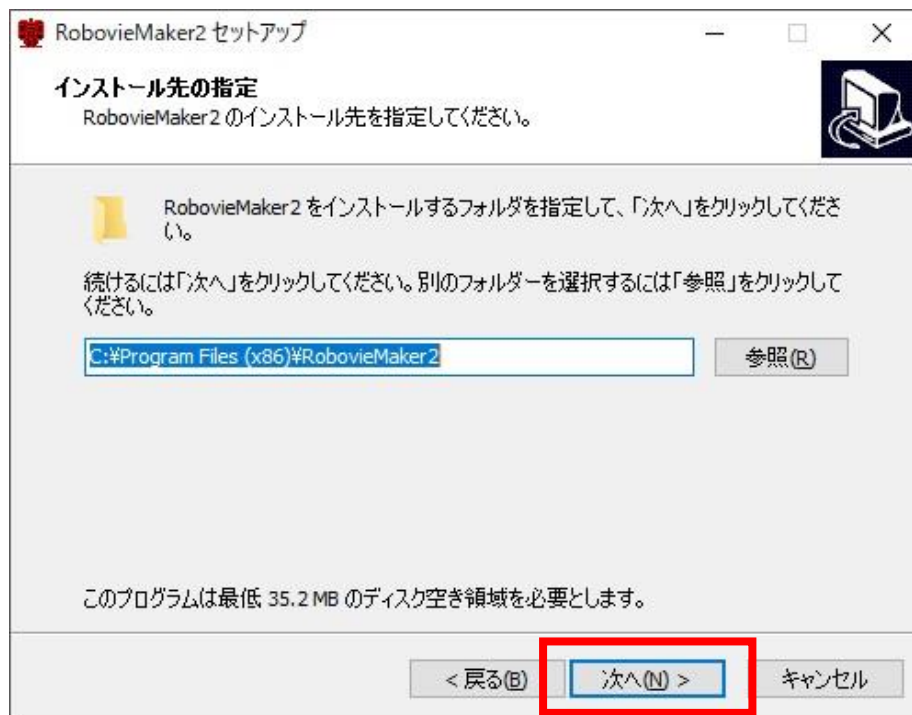 RobovieMaker2 セットアップ
インストール先の指定
RobovieMaker2 のインストール先を指定してください。
RobovieMaker2 をインストールするフォルダを指定して、「次へ」をクリックしてくださ
い。
続けるには「次へ」をクリックしてください。別のフォルダーを選択するには「参照」をクリックして
ください。
C:¥Program Files (x86)¥RobovieMaker2
参照(R)
このプログラムは最低 35.2 MB のディスク空き領域を必要とします。
< 戻る(B)
次へ(N) >
キャンセル